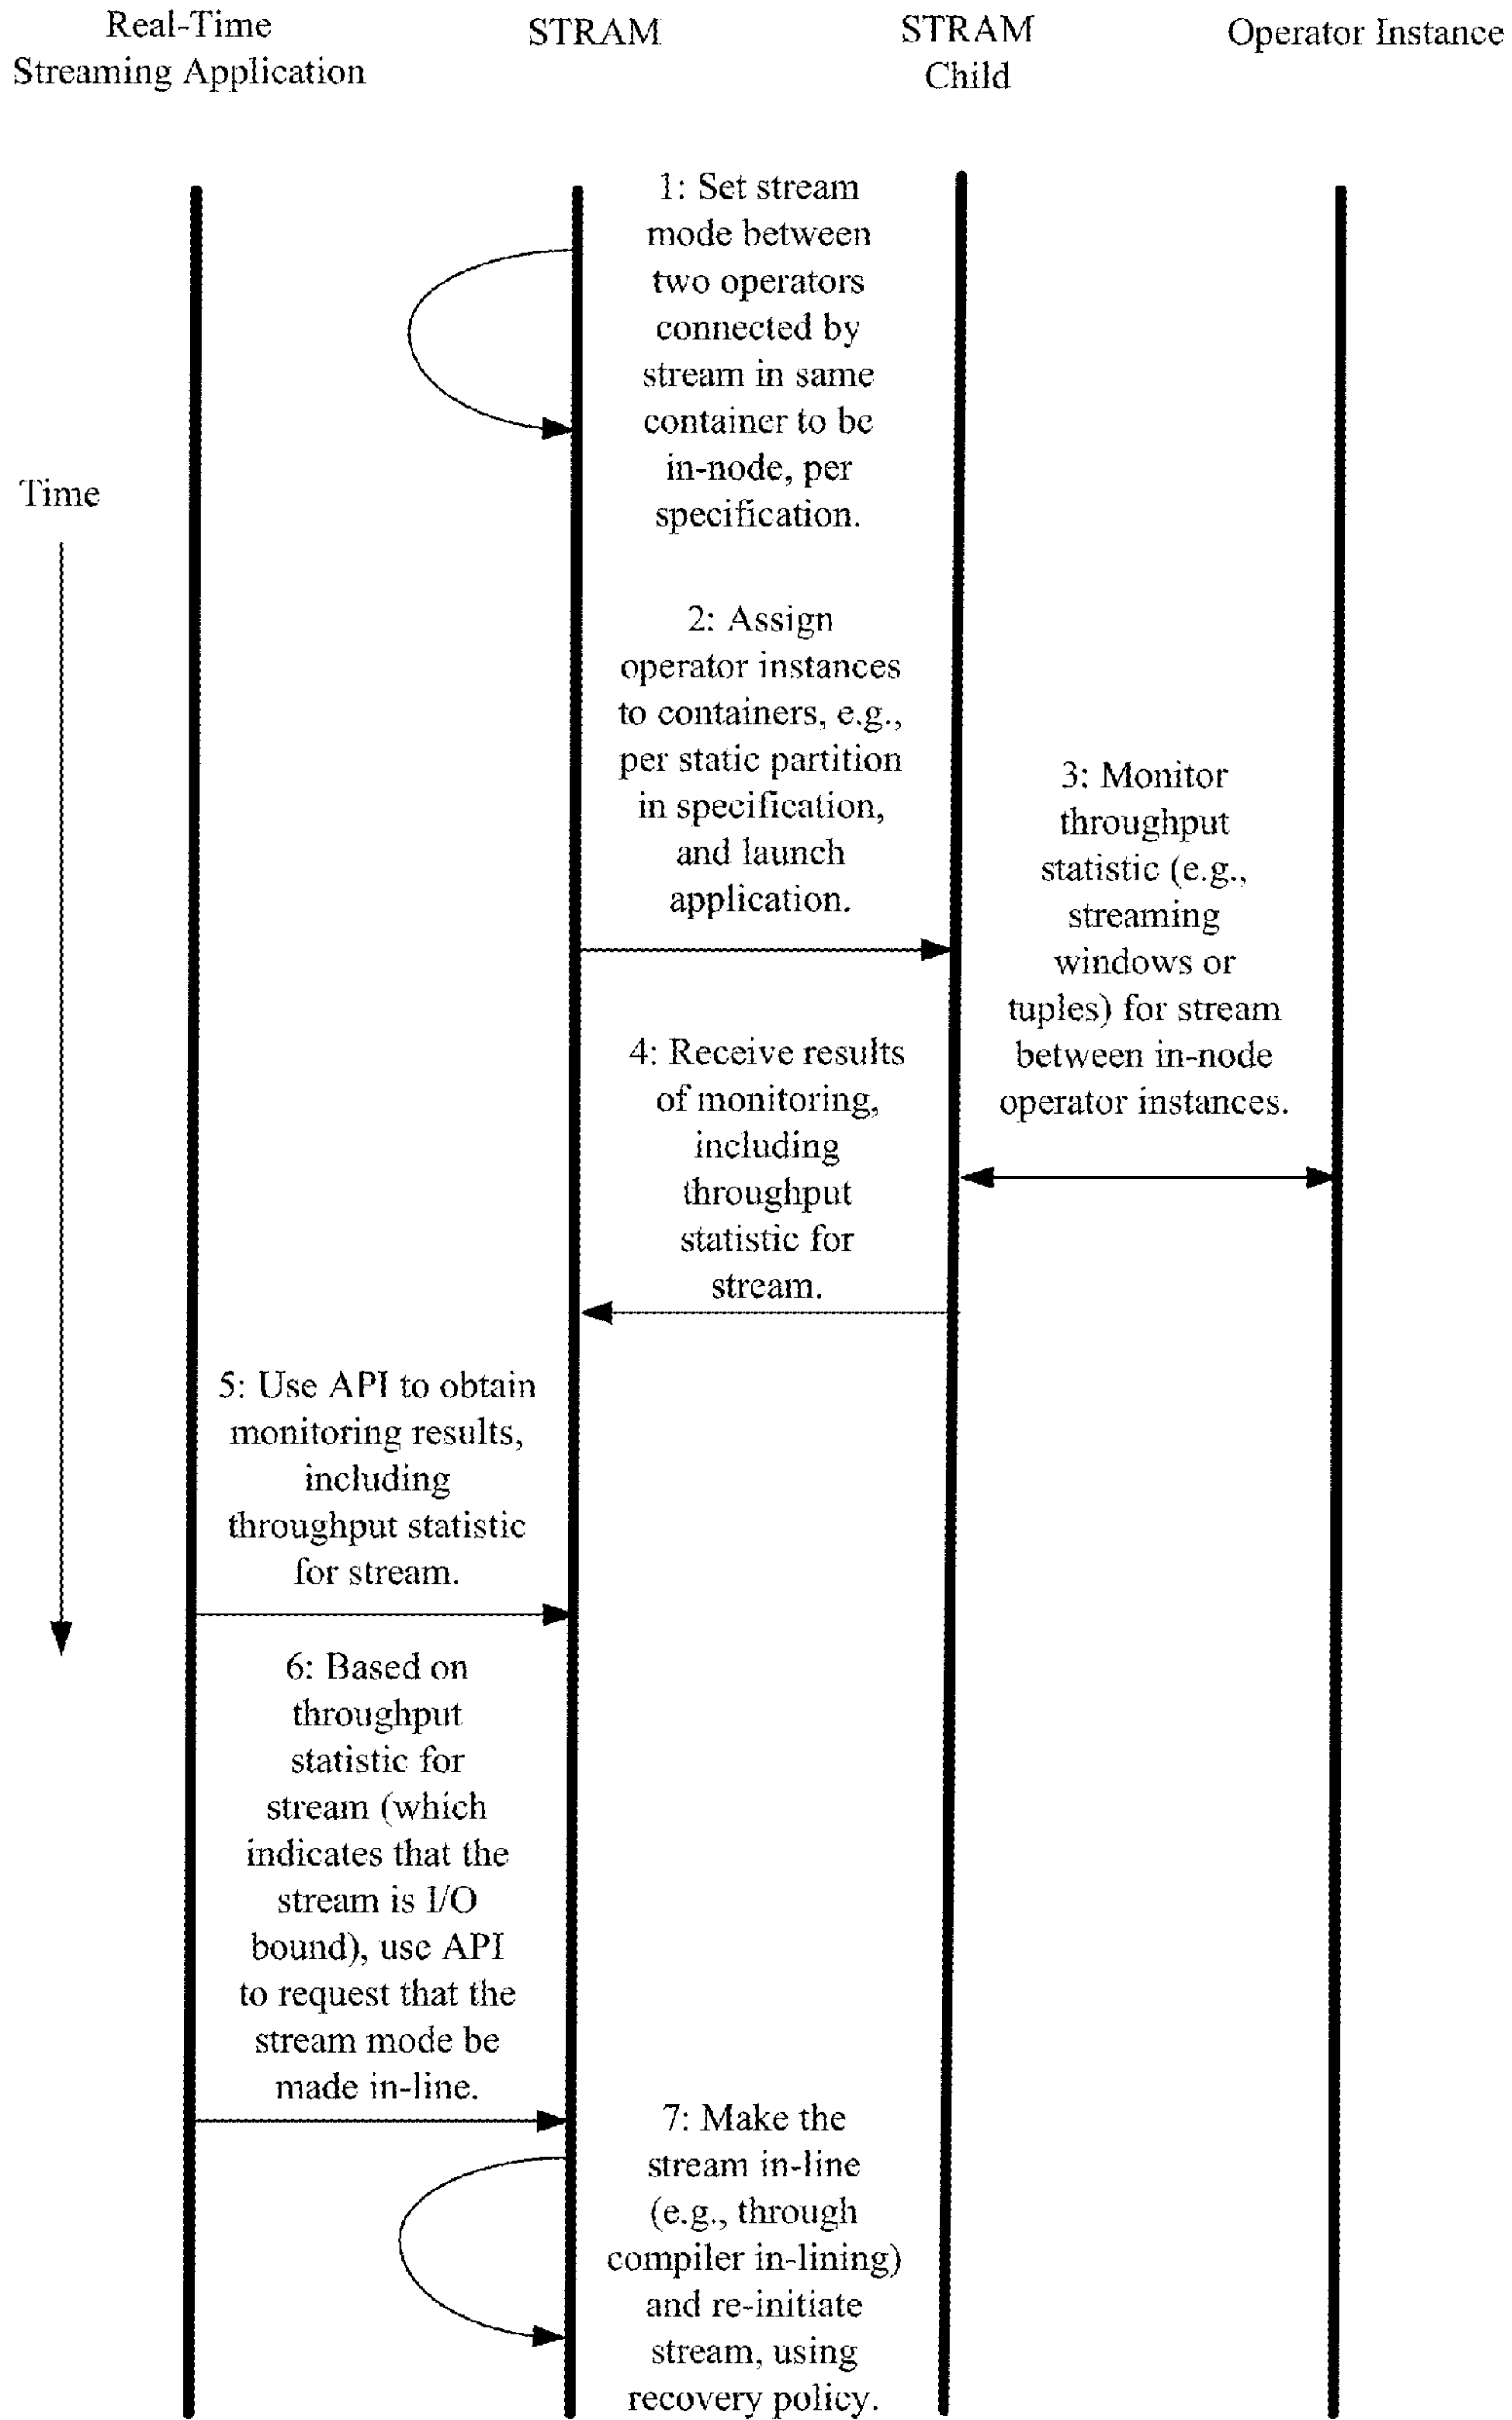 Real-Time
Streaming Application
STRAM
STRAM
Child
Operator Instance
1: Set stream
mode between
two operators
connected by
stream in same
container to be
in-node, per
specification.
Time
2: Assign
operator instances
to containers, e.g.,
per static partition
in specification,
and launch
application.
3: Monitor
throughput
statistic (e.g.,
streaming
windows or
tuples) for stream
between in-node
operator instances.
4: Receive results
of monitoring,
including
throughput
statistic for
stream.
5: Use API to obtain
monitoring results,
including
throughput statistic
for stream.
6: Based on
throughput
statistic for
stream (which
indicates that the
stream is I/O
bound), use API
to request that the
stream mode be
made in-line.
7: Make the
stream in-line
(e.g., through
compiler in-lining)
and re-initiate
stream, using
recovery policy.